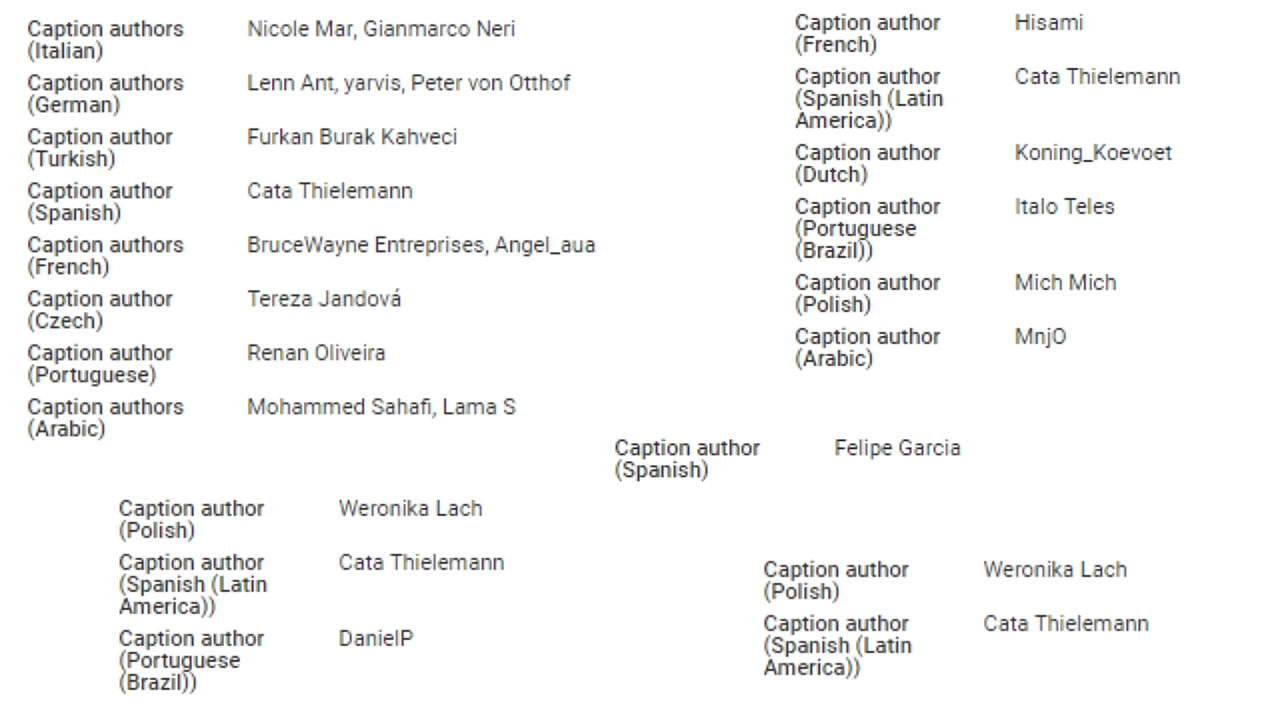 Caption authors
(Italian)
Nicole Mar, Gianmarco Neri
Caption authors
(German)
Lenn Ant, yarvis, Peter von Otthof
Caption author
(Turkish)
Furkan Burak Kahveci
Caption author
(Spanish)
Cata Thielemann
Caption authors
(French)
BruceWayne Entreprises, Angel_aua
Caption author
(Czech)
Tereza Jandová
Caption author
(Portuguese)
Renan Oliveira
Caption authors
(Arabic)
Mohammed Sahafi, Lama S
Caption author
(French)
Hisami
Caption author
(Spanish (Latin
America))
Cata Thielemann
Caption author
(Dutch)
Koning_Koevoet
Caption author
(Portuguese
(Brazil))
Italo Teles
Caption author
(Polish)
Mich Mich
Caption author
(Arabic)
MnjO
Caption author
(Spanish)
Felipe Garcia
Caption author
(Polish)
Weronika Lach
Caption author
(Spanish (Latin
America))
Cata Thielemann
Caption author
(Portuguese
(Brazil))
DanielP
Caption author
(Polish)
Weronika Lach
Caption author
(Spanish (Latin
America))
Cata Thielemann